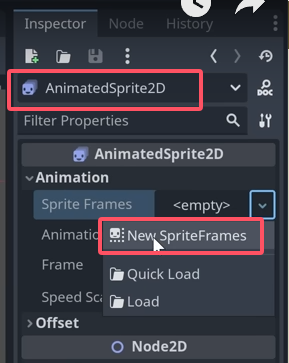 Inspector Node History
AnimatedSprite2D
DOC
Filter Properties
AnimatedSprite2D
Animation
Sprite Frames <empty>
Animatio New SpriteFrames
Frame
Quick Load
Speed Sca Load
Offset
Node2D